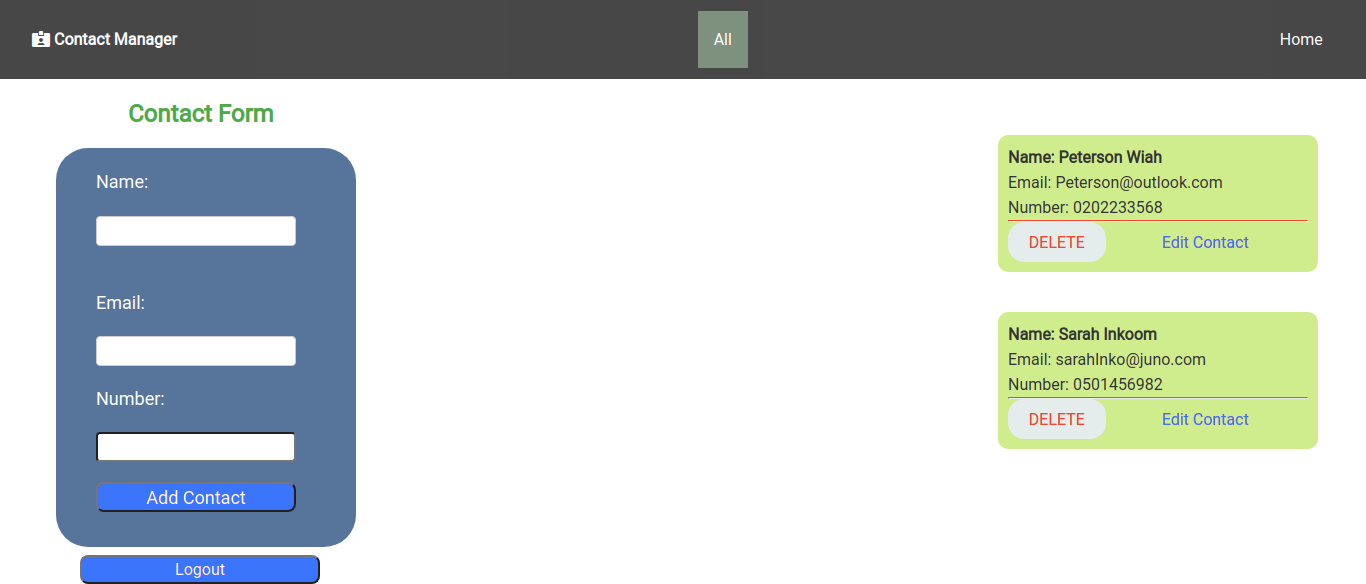 Contact Manager
All
Home
Contact Form
Name:
Email:
Number:
Add Contact
Logout
Name: Peterson Wiah
Email: Peterson@outlook.com
Number: 0202233568
DELETE
Edit Contact
Name: Sarah Inkoom
Email: sarahInko@juno.com
Number: 0501456982
DELETE
Edit Contact